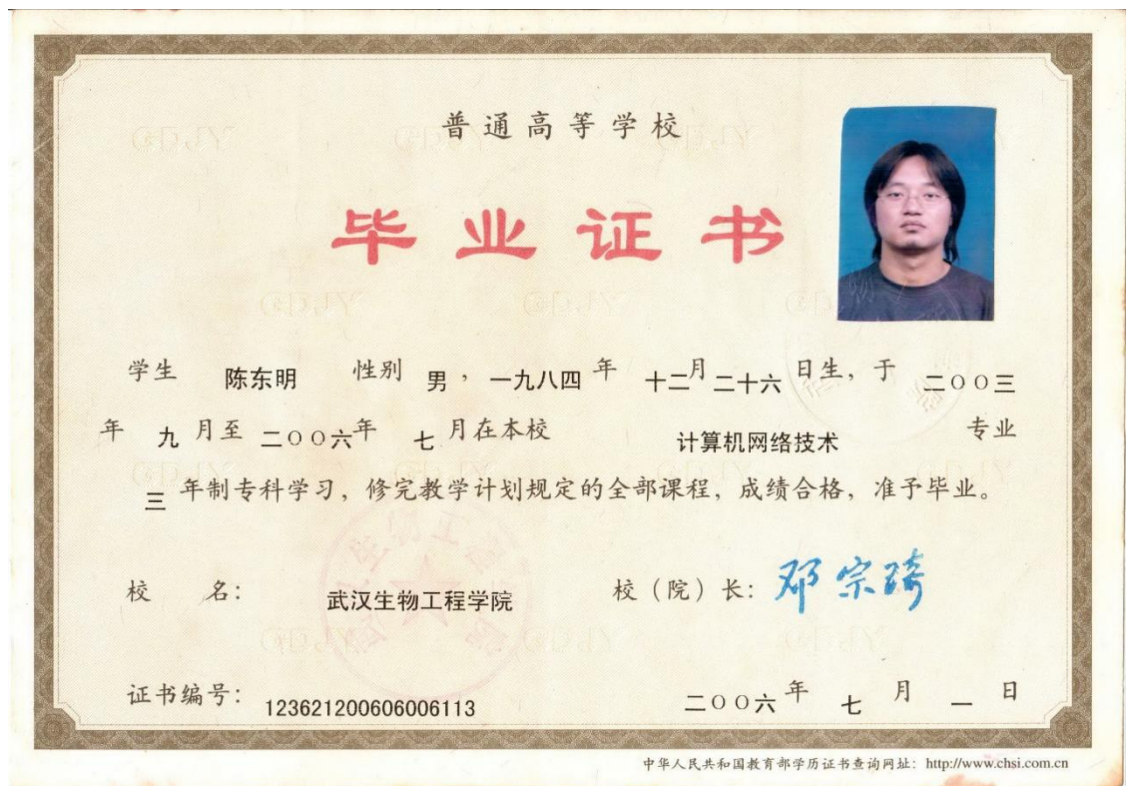 普通高等学校
毕业证书
学生 陈东明 性别 男，一九八四年 十二月二十六日生，于 二〇〇三
年 九月至 二〇〇六年 七月在本校 计算机网络技术 专业
三年制专科学习，修完教学计划规定的全部课程，成绩合格，准予毕业。
校 名： 武汉生物工程学院 校（院）长：邓宗琦
证书编号： 123621200606006113 二〇〇六年 七 月 一 日
中华人民共和国教育部学历证书查询网址： http://www.chsi.com.cn